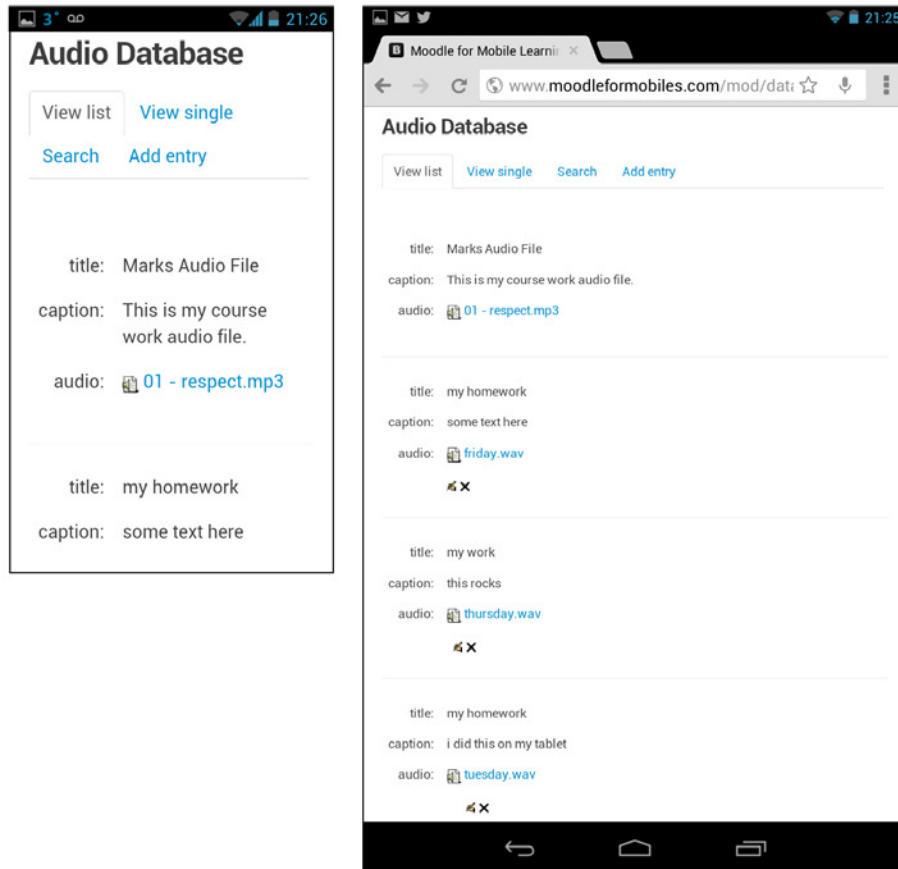 3° 21:26
Audio Database
View list View single
Search Add entry
title: Marks Audio File
caption: This is my course
work audio file.
audio: 01 - respect.mp3
title: my homework
caption: some text here
21:25
Moodle for Mobile Learnin
www.moodleformobiles.com/mod/data
Audio Database
View list View single Search Add entry
title: Marks Audio File
caption: This is my course work audio file.
audio: 01 - respect.mp3
title: my homework
caption: some text here
audio: friday.wav
title: my work
caption: this rocks
audio: thursday.wav
title: my homework
caption: i did this on my tablet
audio: tuesday.wav